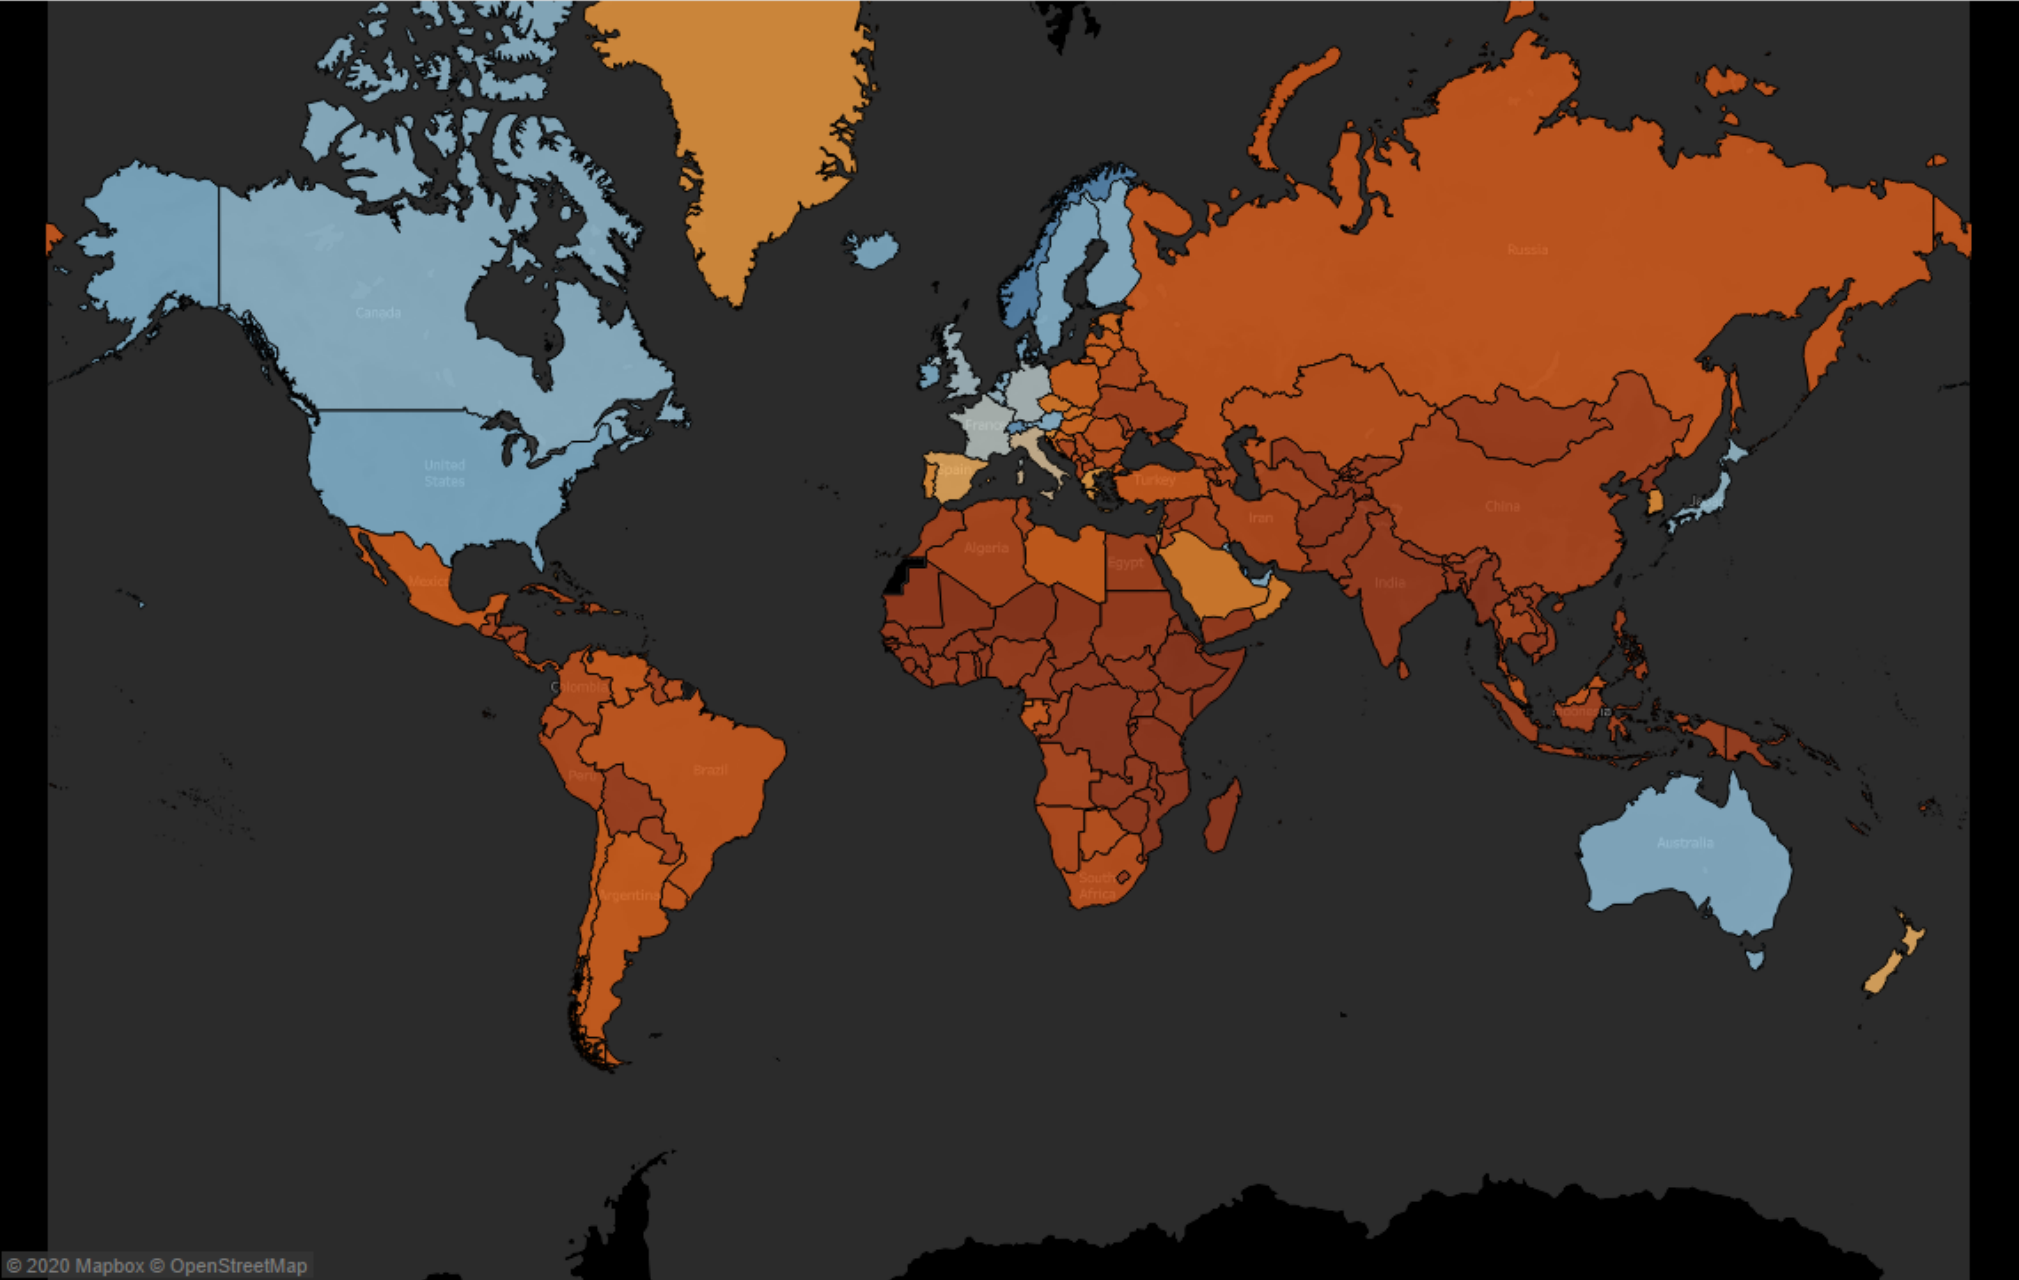 Russia
Canada
France
United
States
Spain
Turkey
China
Iran
Algeria
Egypt
India
Mexico
Colombia
Indonesia
Peru
Brazil
Australia
South
Africa
Argentina
© 2020 Mapbox © OpenStreetMap